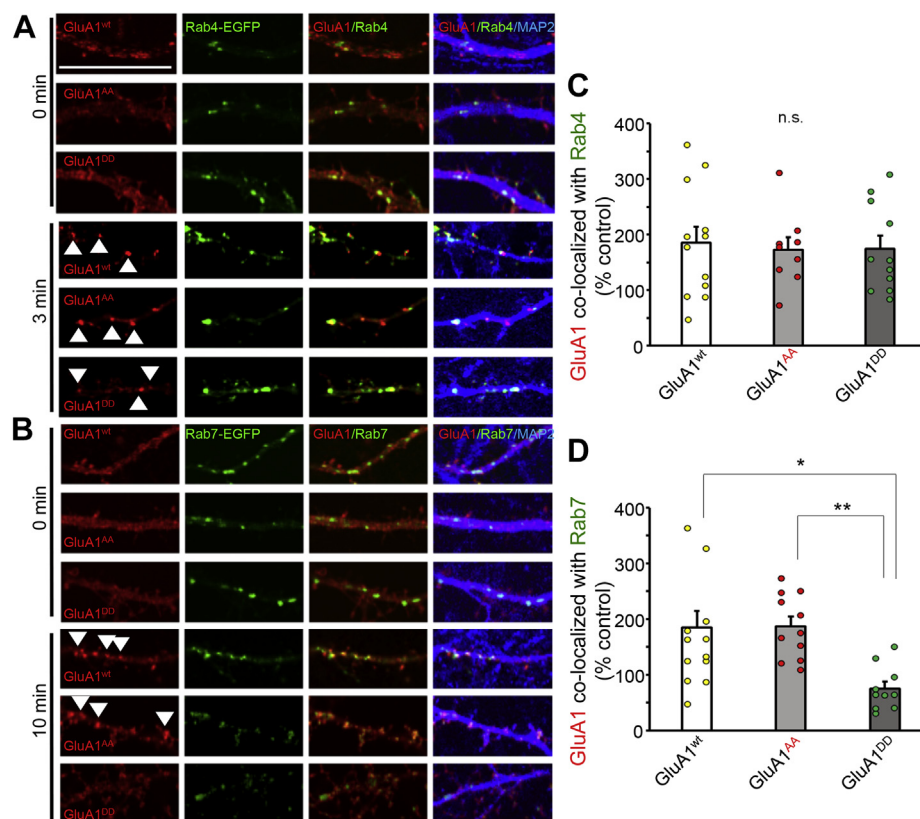 A
GluA1wt Rab4-EGFP GluA1/Rab4 GluA1/Rab4/MAP2
0 min
GluA1AA
GluA1DD
3 min
GluA1wt
GluA1AA
GluA1DD
B
GluA1wt Rab7-EGFP GluA1/Rab7 GluA1/Rab7/MAP2
0 min
GluA1AA
GluA1DD
10 min
GluA1wt
GluA1AA
GluA1DD
C
n.s.
GluA1 co-localized with Rab4
(% control)
400
300
200
100
0
GluA1wt GluA1AA GluA1DD
D
*
**
GluA1 co-localized with Rab7
(% control)
400
300
200
100
0
GluA1wt GluA1AA GluA1DD